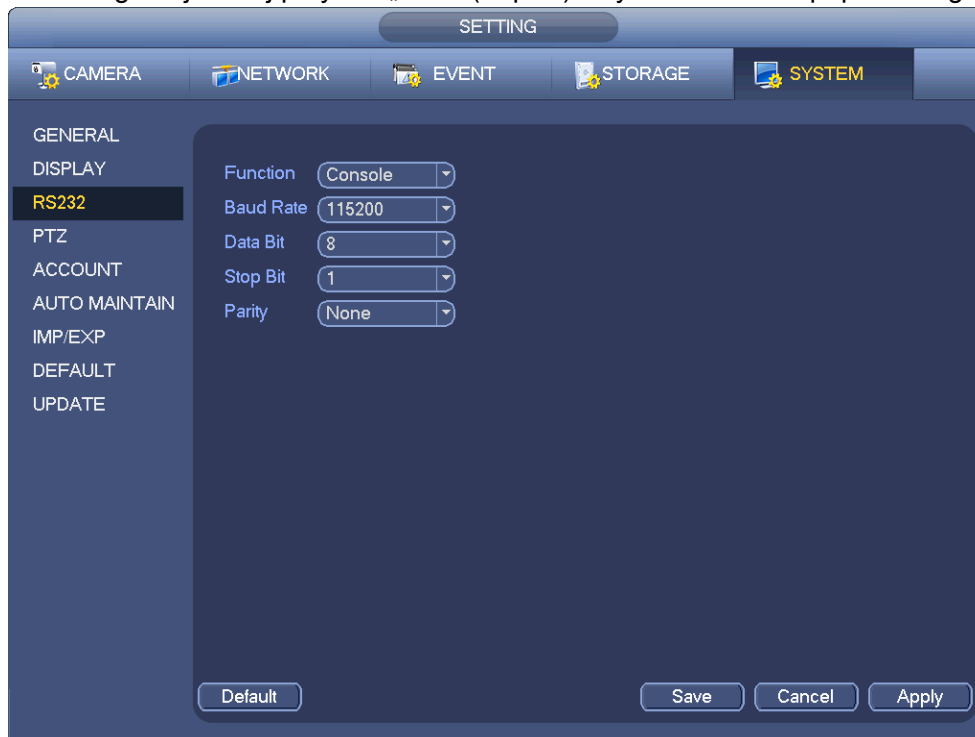 SETTING
CAMERA NETWORK EVENT STORAGE SYSTEM
GENERAL
DISPLAY
RS232
PTZ
ACCOUNT
AUTO MAINTAIN
IMP/EXP
DEFAULT
UPDATE
Function Console
Baud Rate 115200
Data Bit 8
Stop Bit 1
Parity None
Default Save Cancel Apply